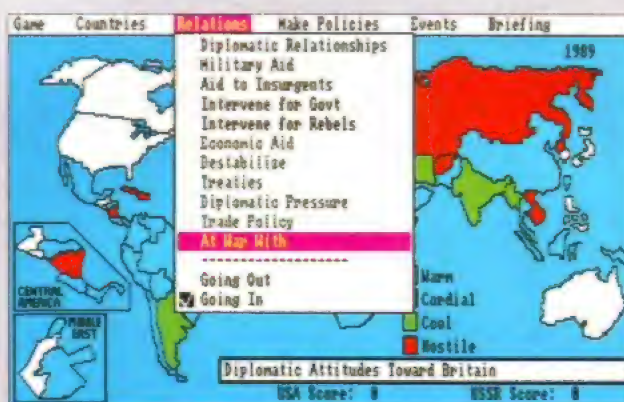 Game Countries Relations Make Policies Events Briefing
Diplomatic Relationships
Military Aid
Aid to Insurgents
Intervene for Govt
Intervene for Rebels
Economic Aid
Destabilise
Treaties
Diplomatic Pressure
Trade Policy
At War With
--------------------
Going Out
Going In
1989
CENTRAL
AMERICA
MIDDLE
EAST
Warm
Cordial
Cool
Hostile
Diplomatic Attitudes Toward Britain
USA Score: 0 USSR Score: 0